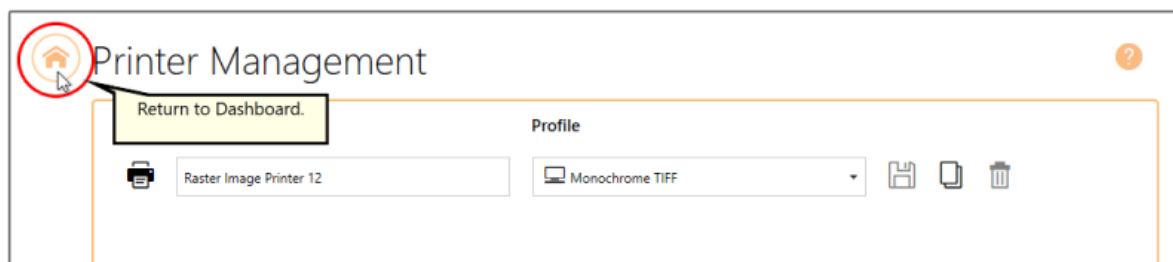 Printer Management
?
Return to Dashboard.
Profile
Raster Image Printer 12
Monochrome TIFF